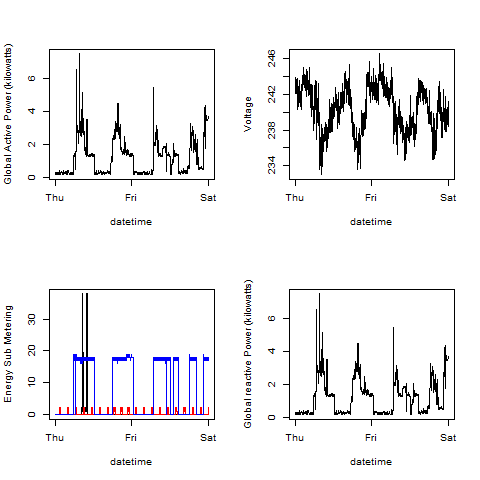 Global Active Power (kilowatts)
0 2 4 6
Thu Fri Sat
datetime
Voltage
234 238 242 246
Thu Fri Sat
datetime
Energy Sub Metering
0 10 20 30
Thu Fri Sat
datetime
Global reactive Power (kilowatts)
0 2 4 6
Thu Fri Sat
datetime